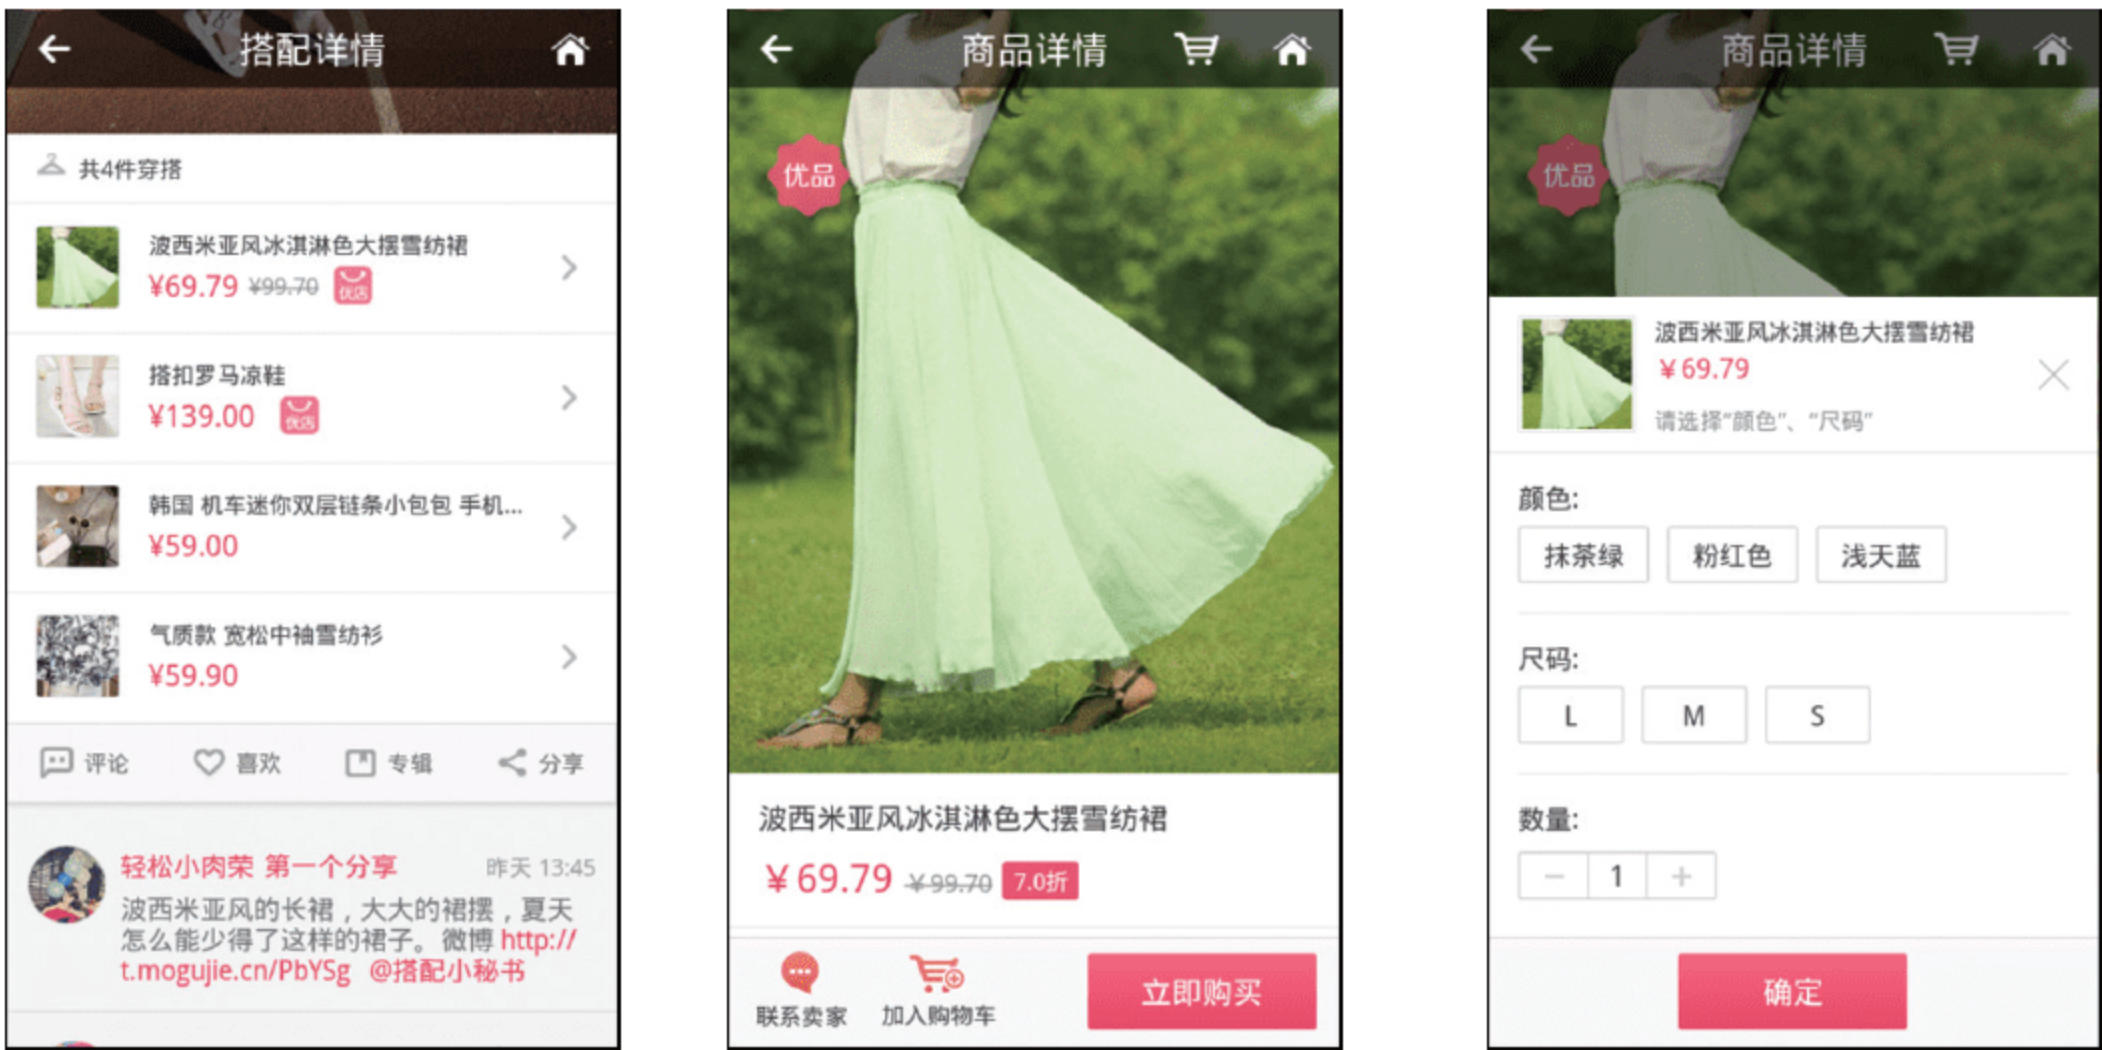 搭配详情
共4件穿搭
波西米亚风冰淇淋色大摆雪纺裙
¥69.79 ¥99.70 优店
搭扣罗马凉鞋
¥139.00 优店
韩国 机车迷你双层链条小包包 手机...
¥59.00
气质款 宽松中袖雪纺衫
¥59.90
评论 喜欢 专辑 分享
轻松小肉荣 第一个分享 昨天 13:45
波西米亚风的长裙，大大的裙摆，夏天
怎么能少得了这样的裙子。微博 http://
t.mogujie.cn/PbYSg @搭配小秘书
商品详情
优品
波西米亚风冰淇淋色大摆雪纺裙
¥69.79 ¥99.70 7.0折
联系卖家 加入购物车 立即购买
商品详情
优品
波西米亚风冰淇淋色大摆雪纺裙
¥69.79
请选择“颜色”、“尺码”
颜色:
抹茶绿 粉红色 浅天蓝
尺码:
L M S
数量:
− 1 +
确定